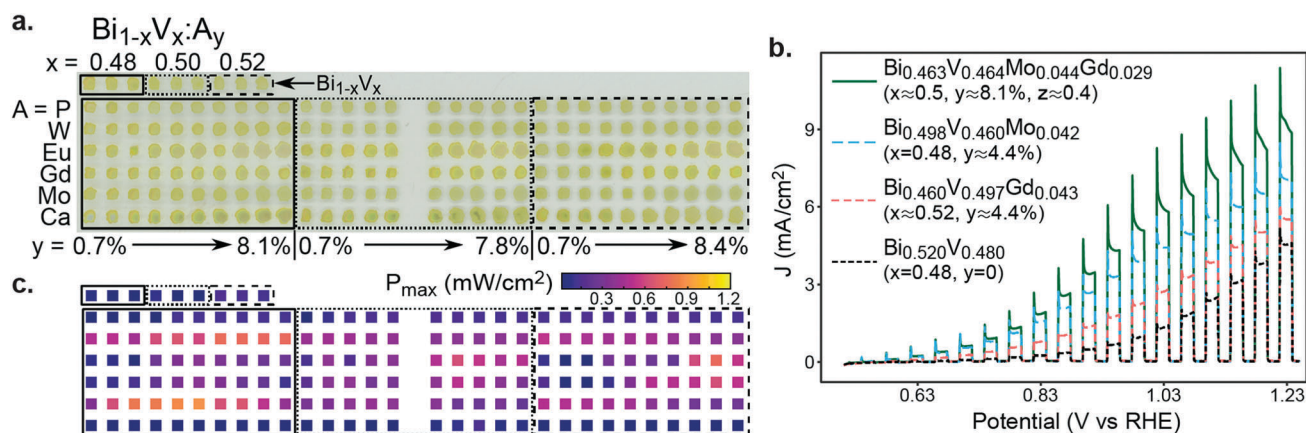 a.
Bi1-xVx:Ay
x = 0.48 0.50 0.52
Bi1-xVx
A = P
W
Eu
Gd
Mo
Ca
y = 0.7% 8.1% 0.7% 7.8% 0.7% 8.4%
b.
J (mA/cm²)
9
6
3
0
Bi0.463V0.464Mo0.044Gd0.029
(x≈0.5, y≈8.1%, z≈0.4)
Bi0.498V0.460Mo0.042
(x=0.48, y≈4.4%)
Bi0.460V0.497Gd0.043
(x≈0.52, y≈4.4%)
Bi0.520V0.480
(x=0.48, y=0)
0.63 0.83 1.03 1.23
Potential (V vs RHE)
c.
Pmax (mW/cm²)
0.3 0.6 0.9 1.2